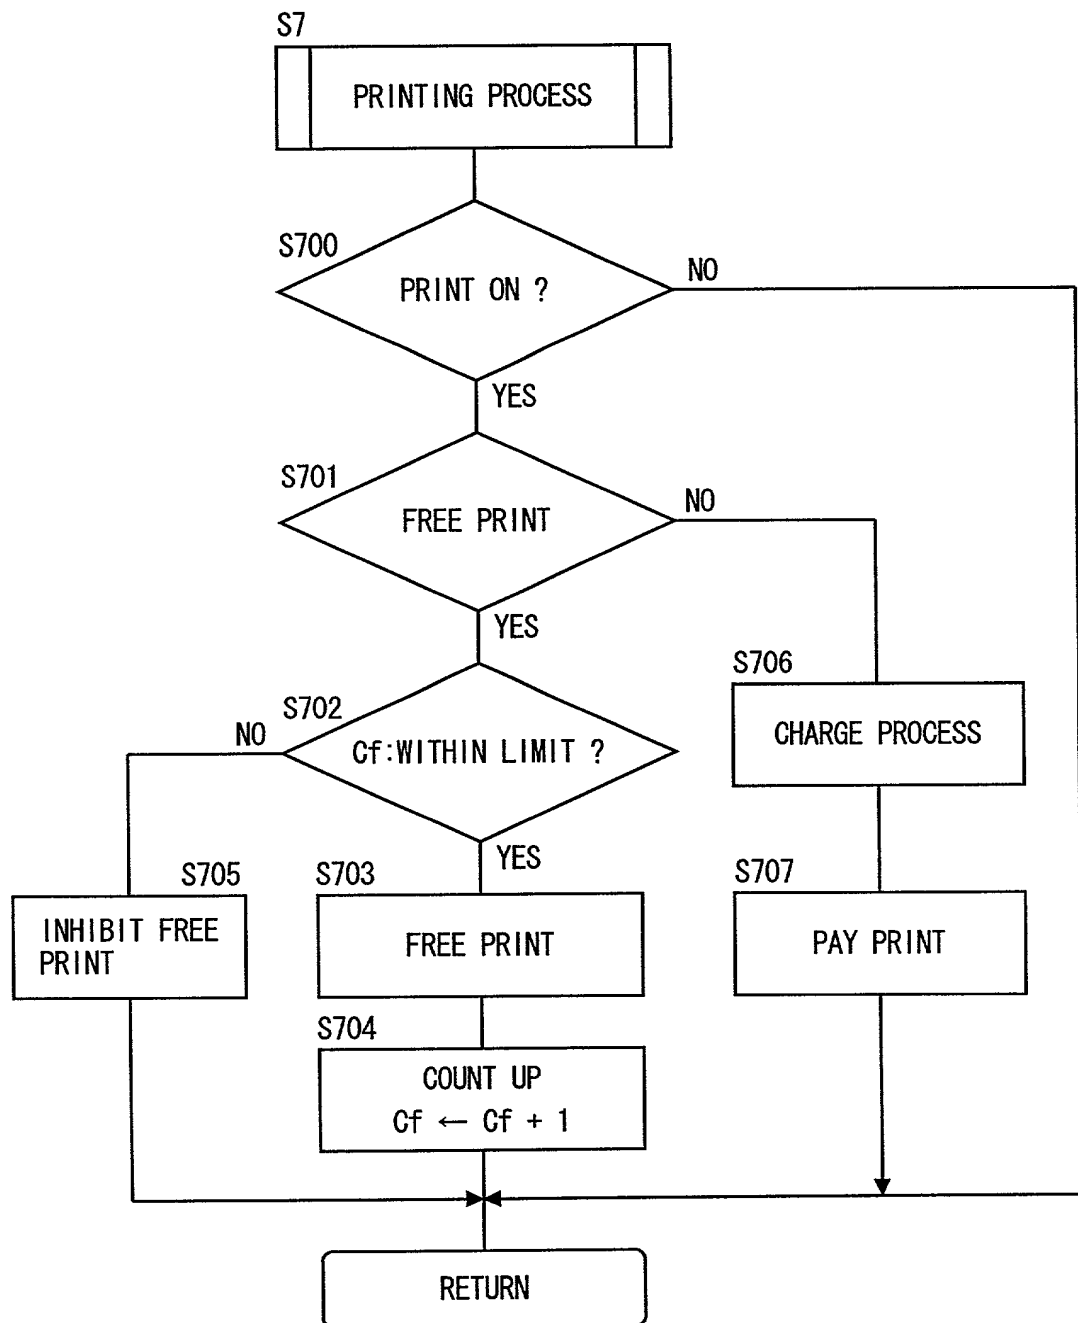 S7
PRINTING PROCESS
S700
PRINT ON ?
NO
YES
S701
FREE PRINT
NO
YES
S702
Cf:WITHIN LIMIT ?
NO
YES
S706
CHARGE PROCESS
S705
INHIBIT FREE
PRINT
S703
FREE PRINT
S707
PAY PRINT
S704
COUNT UP
Cf ← Cf + 1
RETURN